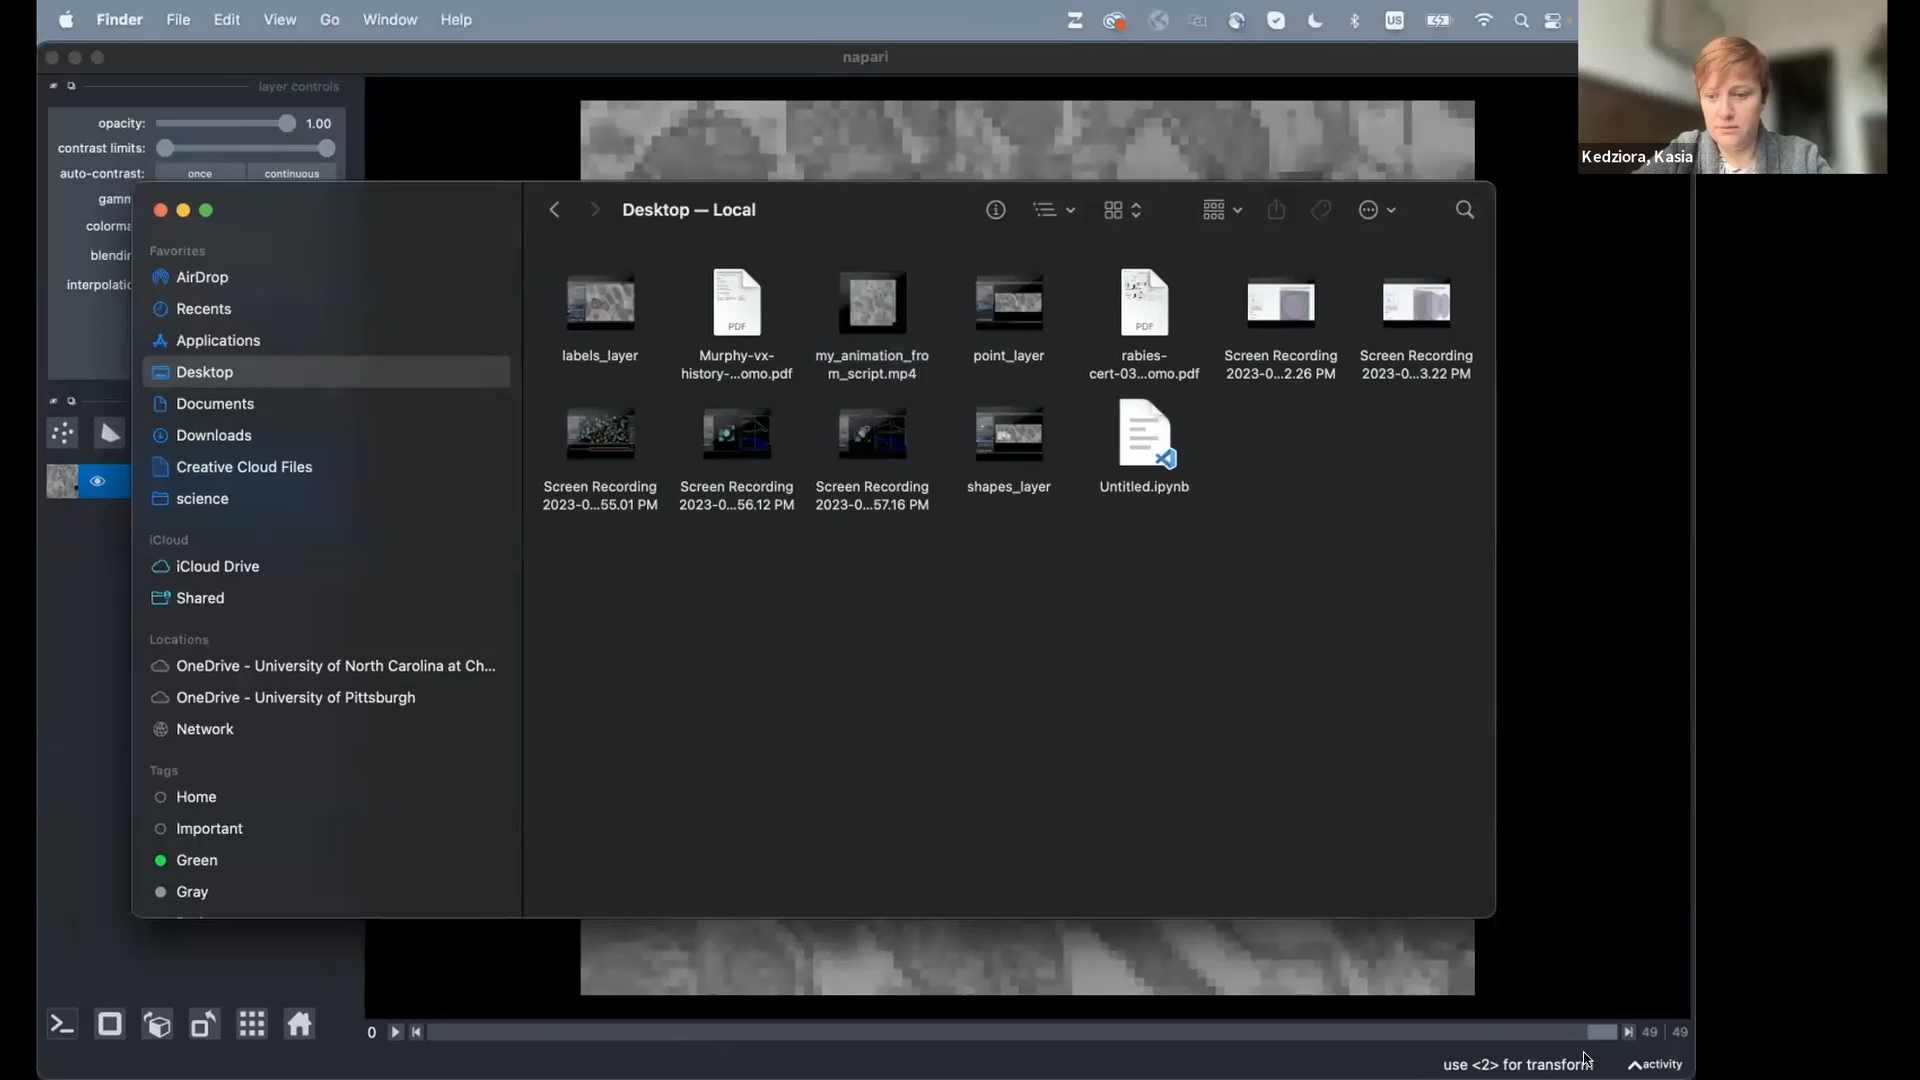 Finder File Edit View Go Window Help
US
napari
layer controls
opacity: 1.00
contrast limits:
auto-contrast: once continuous
gamm
colorma
blendin
interpolatio
Kedziora, Kasia
Desktop — Local
Favorites
AirDrop
Recents
Applications
Desktop
Documents
Downloads
Creative Cloud Files
science
iCloud
iCloud Drive
Shared
Locations
OneDrive - University of North Carolina at Ch...
OneDrive - University of Pittsburgh
Network
Tags
Home
Important
Green
Gray
PDF
PDF
labels_layer
Murphy-vx-
history-...omo.pdf
my_animation_fro
m_script.mp4
point_layer
rabies-
cert-03...omo.pdf
Screen Recording
2023-0...2.26 PM
Screen Recording
2023-0...3.22 PM
Screen Recording
2023-0...55.01 PM
Screen Recording
2023-0...56.12 PM
Screen Recording
2023-0...57.16 PM
shapes_layer
Untitled.ipynb
0 49 | 49
use <2> for transform
activity